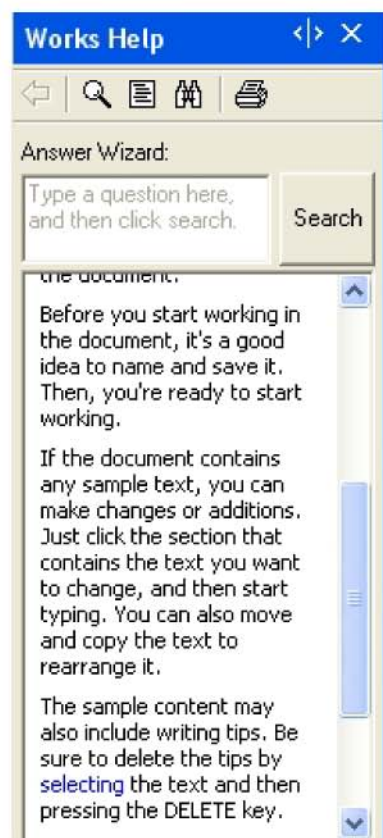 Works Help
Answer Wizard:
Type a question here,
and then click search.
Search
the document.
Before you start working in
the document, it's a good
idea to name and save it.
Then, you're ready to start
working.
If the document contains
any sample text, you can
make changes or additions.
Just click the section that
contains the text you want
to change, and then start
typing. You can also move
and copy the text to
rearrange it.
The sample content may
also include writing tips. Be
sure to delete the tips by
selecting the text and then
pressing the DELETE key.